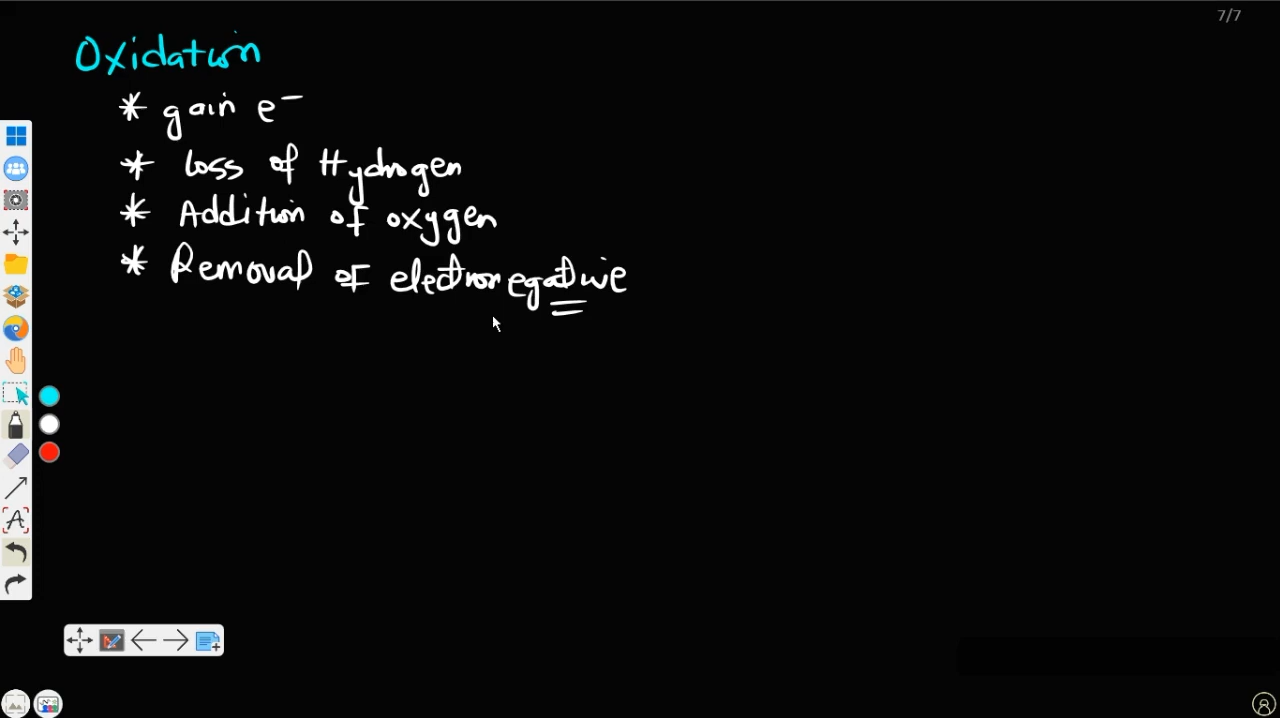 7/7
Oxidation
* gain e⁻
* Loss of Hydrogen
* Addition of oxygen
* Removal of electronegative